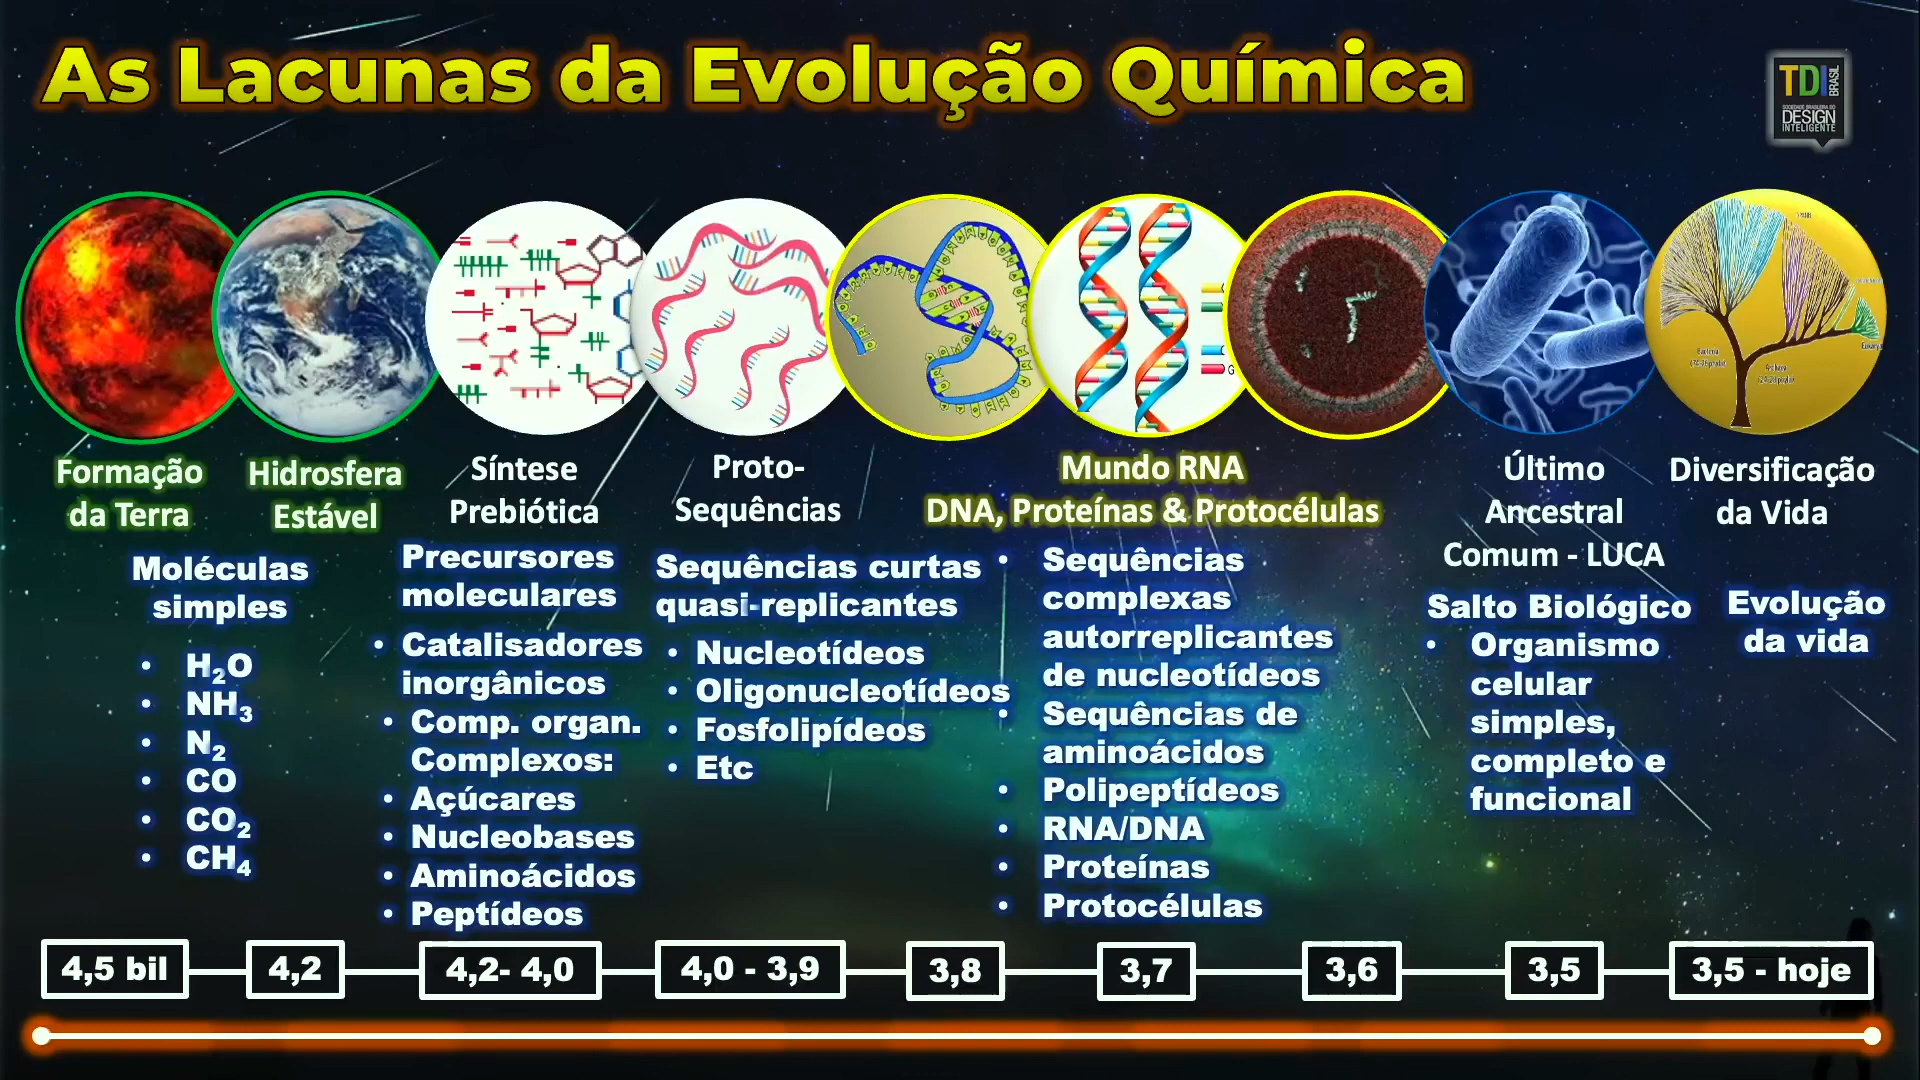 As Lacunas da Evolução Química
TDI
BRASIL
SOCIEDADE BRASILEIRA DO
DESIGN
INTELIGENTE
Formação
da Terra
Hidrosfera
Estável
Síntese
Prebiótica
Proto-
Sequências
Mundo RNA
DNA, Proteínas & Protocélulas
Último
Ancestral
Comum - LUCA
Diversificação
da Vida
Moléculas
simples
• H₂O
• NH₃
• N₂
• CO
• CO₂
• CH₄
Precursores
moleculares
• Catalisadores
inorgânicos
• Comp. organ.
Complexos:
• Açúcares
• Nucleobases
• Aminoácidos
• Peptídeos
Sequências curtas
quasi-replicantes
• Nucleotídeos
• Oligonucleotídeos
• Fosfolipídeos
• Etc
• Sequências
complexas
autorreplicantes
de nucleotídeos
• Sequências de
aminoácidos
• Polipeptídeos
• RNA/DNA
• Proteínas
• Protocélulas
Salto Biológico
• Organismo
celular
simples,
completo e
funcional
Evolução
da vida
4,5 bil
4,2
4,2- 4,0
4,0 - 3,9
3,8
3,7
3,6
3,5
3,5 - hoje